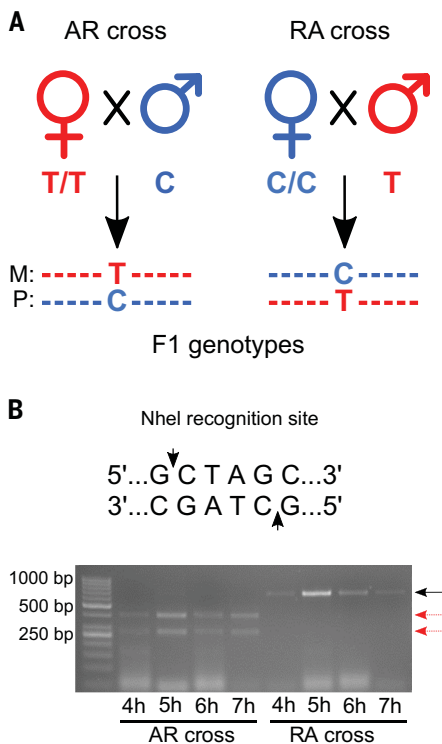 A
AR cross RA cross
X X
T/T C C/C T
M: T C
P: C T
F1 genotypes
B
NheI recognition site
5'...G C T A G C...3'
3'...C G A T C G...5'
1000 bp
500 bp
250 bp
4h 5h 6h 7h 4h 5h 6h 7h
AR cross RA cross